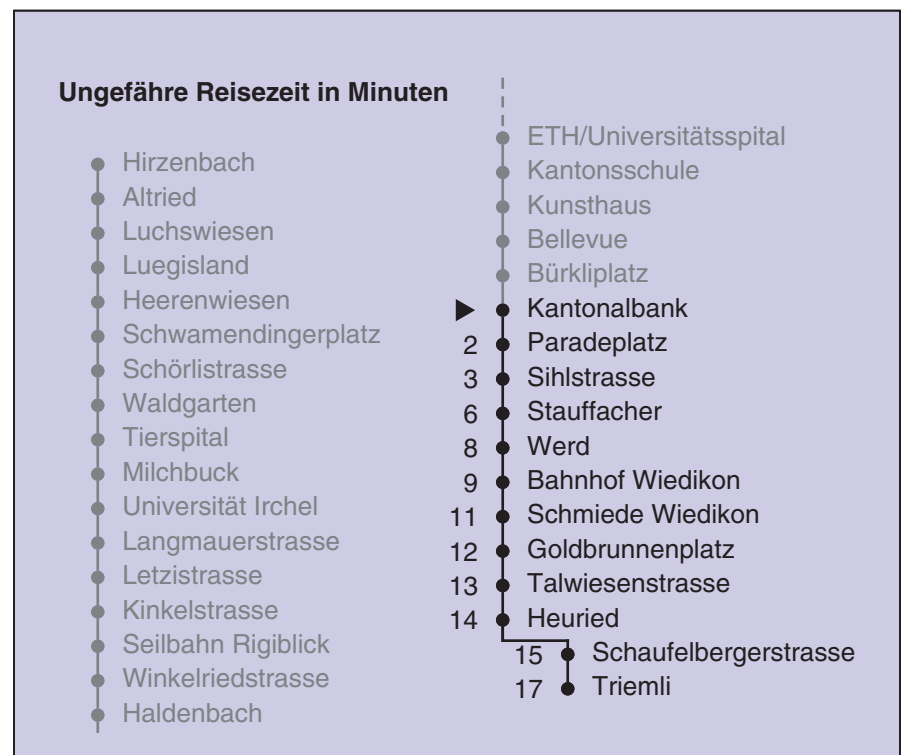 Ungefähre Reisezeit in Minuten
Hirzenbach
Altried
Luchswiesen
Luegisland
Heerenwiesen
Schwamendingerplatz
Schörlistrasse
Waldgarten
Tierspital
Milchbuck
Universität Irchel
Langmauerstrasse
Letzistrasse
Kinkelstrasse
Seilbahn Rigiblick
Winkelriedstrasse
Haldenbach
ETH/Universitätsspital
Kantonsschule
Kunsthaus
Bellevue
Bürkliplatz
Kantonalbank
2 Paradeplatz
3 Sihlstrasse
6 Stauffacher
8 Werd
9 Bahnhof Wiedikon
11 Schmiede Wiedikon
12 Goldbrunnenplatz
13 Talwiesenstrasse
14 Heuried
15 Schaufelbergerstrasse
17 Triemli